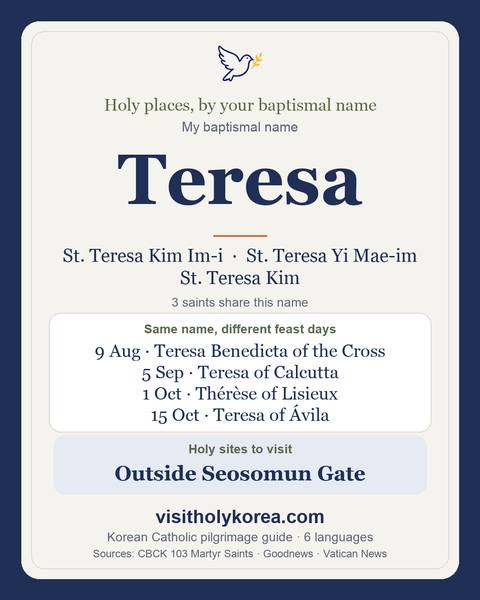 Holy places, by your baptismal name
My baptismal name
Teresa
St. Teresa Kim Im-i · St. Teresa Yi Mae-im
St. Teresa Kim
3 saints share this name
Same name, different feast days
9 Aug · Teresa Benedicta of the Cross
5 Sep · Teresa of Calcutta
1 Oct · Thérèse of Lisieux
15 Oct · Teresa of Ávila
Holy sites to visit
Outside Seosomun Gate
visitholykorea.com
Korean Catholic pilgrimage guide · 6 languages
Sources: CBCK 103 Martyr Saints · Goodnews · Vatican News